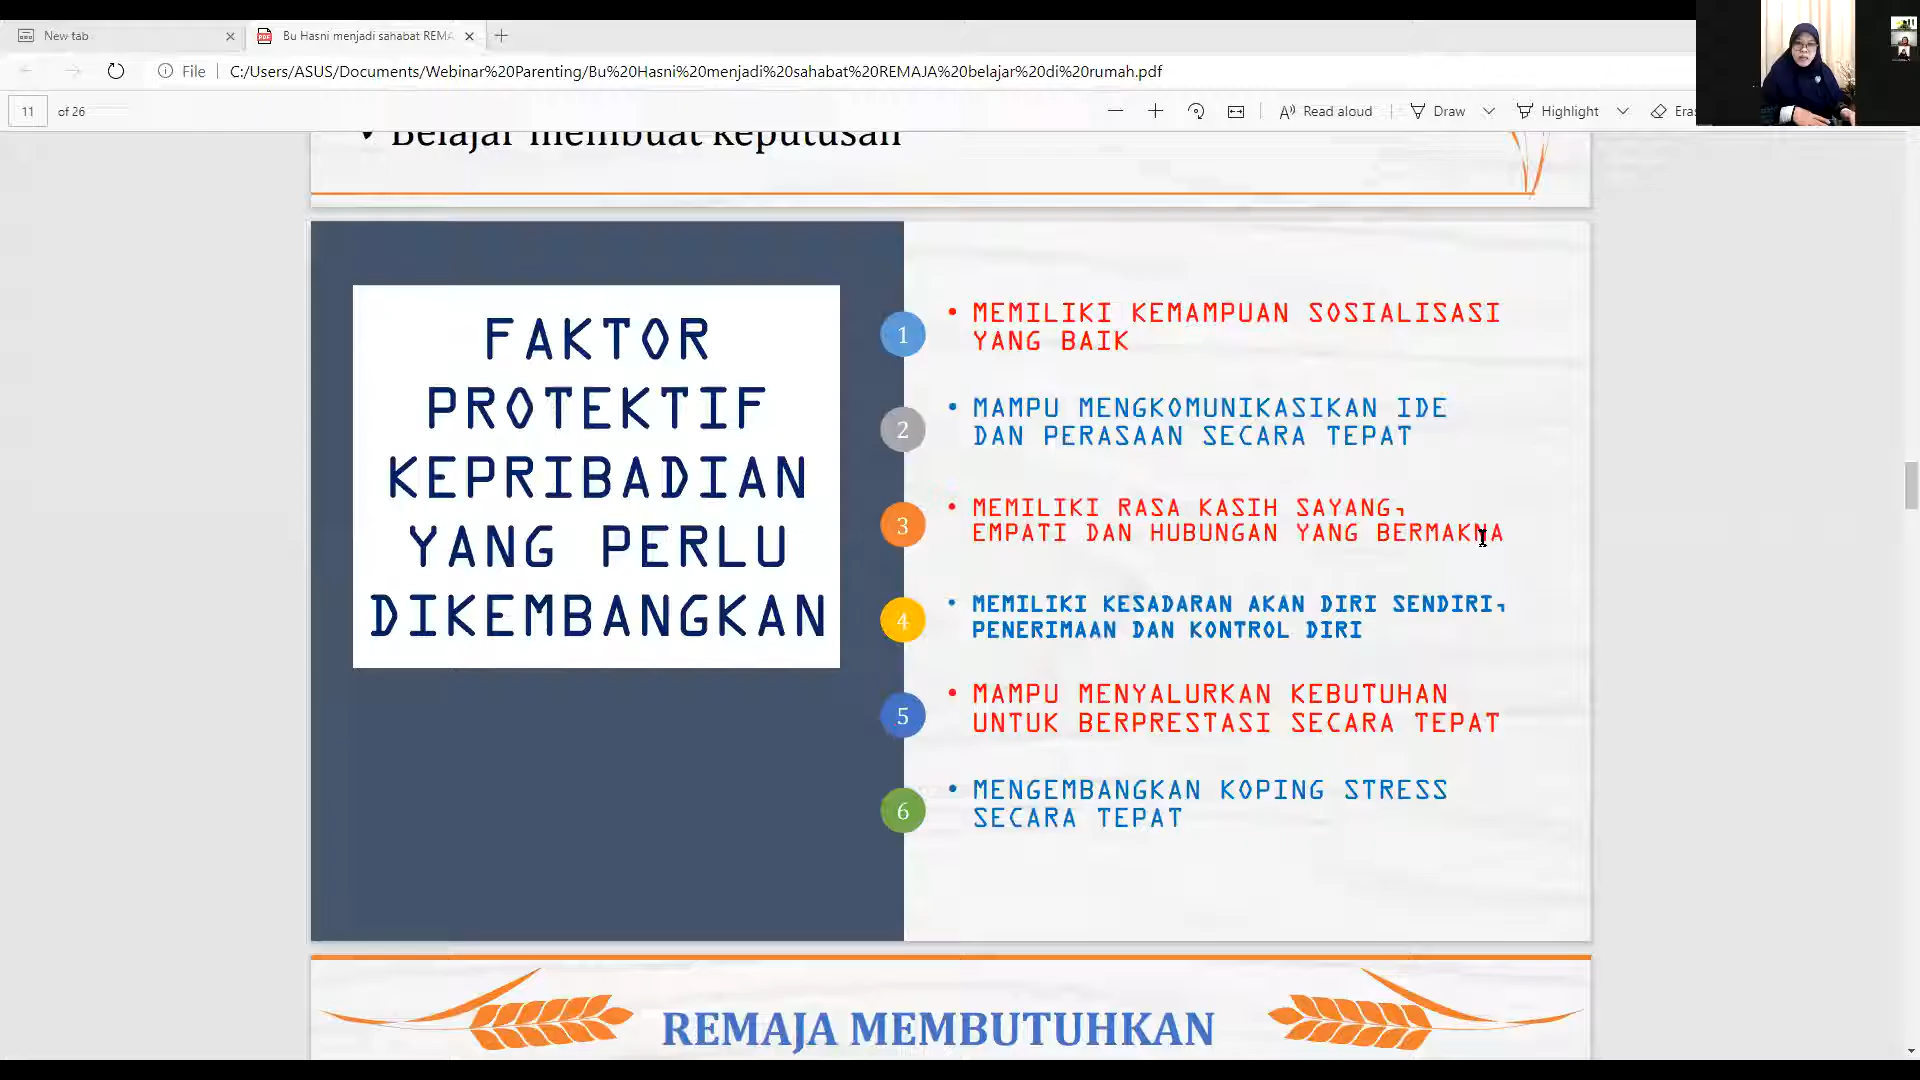 New tab
Bu Hasni menjadi sahabat REMA
File
C:/Users/ASUS/Documents/Webinar%20Parenting/Bu%20Hasni%20menjadi%20sahabat%20REMAJA%20belajar%20di%20rumah.pdf
11 of 26
Read aloud
Draw
Highlight
Eras
Belajar membuat keputusan
FAKTOR
PROTEKTIF
KEPRIBADIAN
YANG PERLU
DIKEMBANGKAN
1
• MEMILIKI KEMAMPUAN SOSIALISASI
YANG BAIK
2
• MAMPU MENGKOMUNIKASIKAN IDE
DAN PERASAAN SECARA TEPAT
3
• MEMILIKI RASA KASIH SAYANG,
EMPATI DAN HUBUNGAN YANG BERMAKNA
4
• MEMILIKI KESADARAN AKAN DIRI SENDIRI,
PENERIMAAN DAN KONTROL DIRI
5
• MAMPU MENYALURKAN KEBUTUHAN
UNTUK BERPRESTASI SECARA TEPAT
6
• MENGEMBANGKAN KOPING STRESS
SECARA TEPAT
REMAJA MEMBUTUHKAN